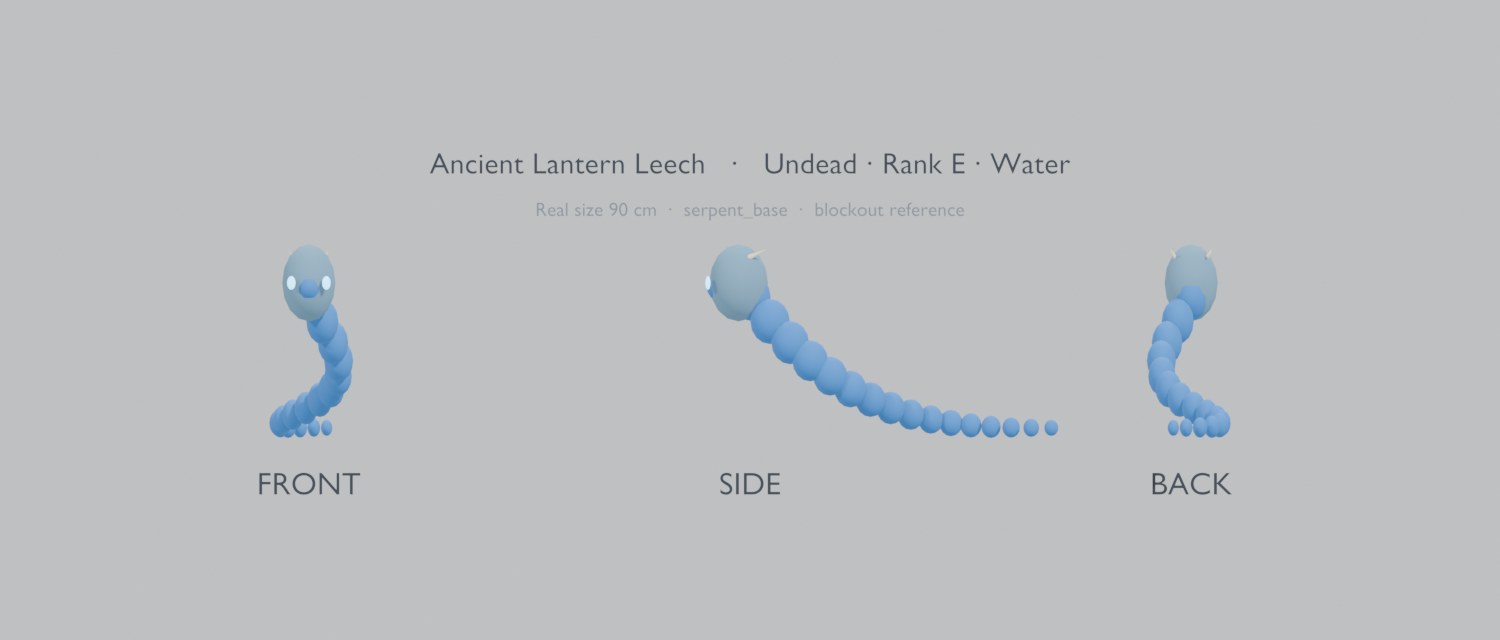 Ancient Lantern Leech · Undead · Rank E · Water
Real size 90 cm · serpent_base · blockout reference
FRONT SIDE BACK